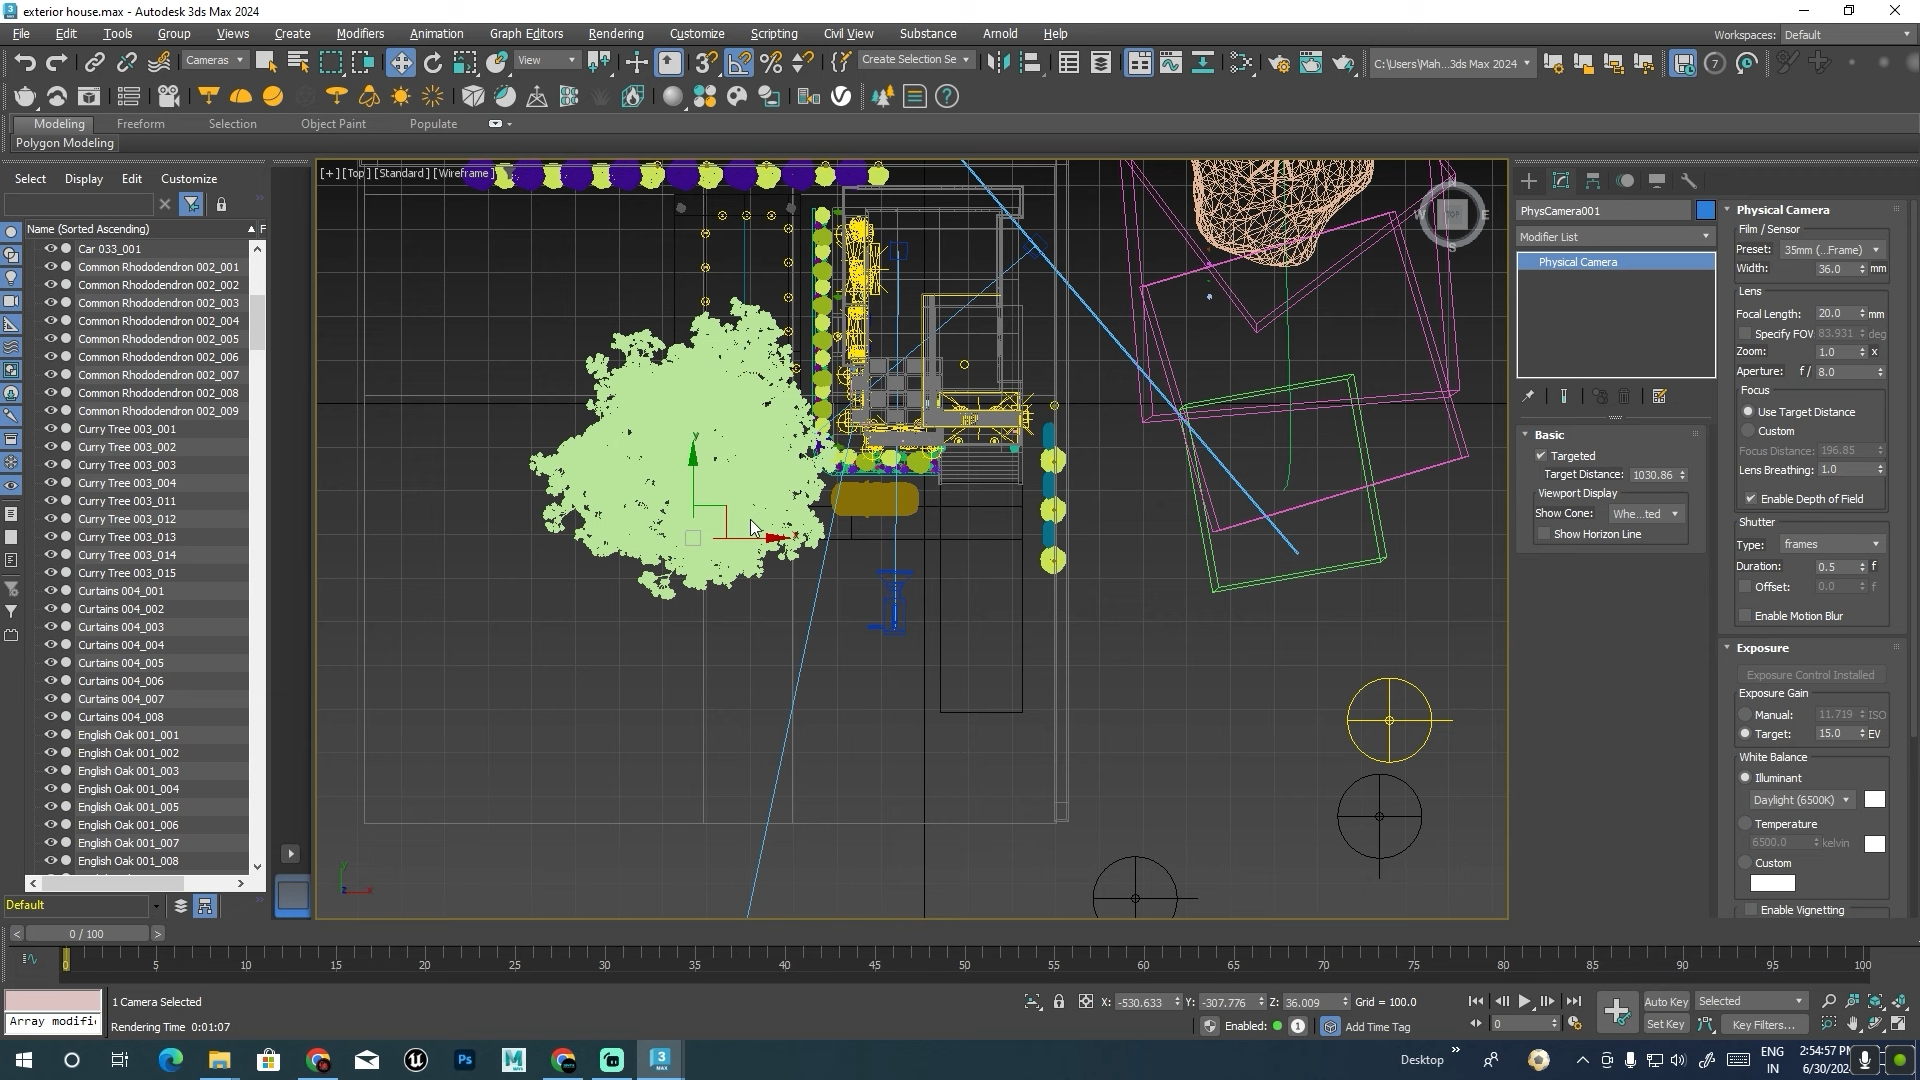 exterior house.max - Autodesk 3ds Max 2024
File Edit Tools Group Views Create Modifiers Animation Graph Editors Rendering Customize Scripting Civil View Substance Arnold Help
Workspaces: Default
Cameras View Create Selection Se C:\Users\Mah...3ds Max 2024
Modeling Freeform Selection Object Paint Populate
Polygon Modeling
Select Display Edit Customize
Name (Sorted Ascending) F
Car 033_001
Common Rhododendron 002_001
Common Rhododendron 002_002
Common Rhododendron 002_003
Common Rhododendron 002_004
Common Rhododendron 002_005
Common Rhododendron 002_006
Common Rhododendron 002_007
Common Rhododendron 002_008
Common Rhododendron 002_009
Curry Tree 003_001
Curry Tree 003_002
Curry Tree 003_003
Curry Tree 003_004
Curry Tree 003_011
Curry Tree 003_012
Curry Tree 003_013
Curry Tree 003_014
Curry Tree 003_015
Curtains 004_001
Curtains 004_002
Curtains 004_003
Curtains 004_004
Curtains 004_005
Curtains 004_006
Curtains 004_007
Curtains 004_008
English Oak 001_001
English Oak 001_002
English Oak 001_003
English Oak 001_004
English Oak 001_005
English Oak 001_006
English Oak 001_007
English Oak 001_008
Default
[+] [Top] [Standard] [Wireframe]
TOP
W E S
y
x
PhysCamera001
Modifier List
Physical Camera
Basic
Targeted
Target Distance: 1030.86
Viewport Display
Show Cone: Whe...ted
Show Horizon Line
Physical Camera
Film / Sensor
Preset: 35mm (...Frame)
Width: 36.0 mm
Lens
Focal Length: 20.0 mm
Specify FOV 83.931 deg
Zoom: 1.0 x
Aperture: f / 8.0
Focus
Use Target Distance
Custom
Focus Distance: 196.85
Lens Breathing: 1.0
Enable Depth of Field
Shutter
Type: frames
Duration: 0.5 f
Offset: 0.0 f
Enable Motion Blur
Exposure
Exposure Control Installed
Exposure Gain
Manual: 11.719 ISO
Target: 15.0 EV
White Balance
Illuminant
Daylight (6500K)
Temperature
6500.0 kelvin
Custom
Enable Vignetting
< 0 / 100 >
0 5 10 15 20 25 30 35 40 45 50 55 60 65 70 75 80 85 90 95 100
1 Camera Selected
Array modifi
Rendering Time 0:01:07
X: -530.633 Y: -307.776 Z: 36.009 Grid = 100.0
Enabled: 1 Add Time Tag
0
Auto Key Selected
Set Key Key Filters...
Desktop
ENG
IN
2:54:57 PM